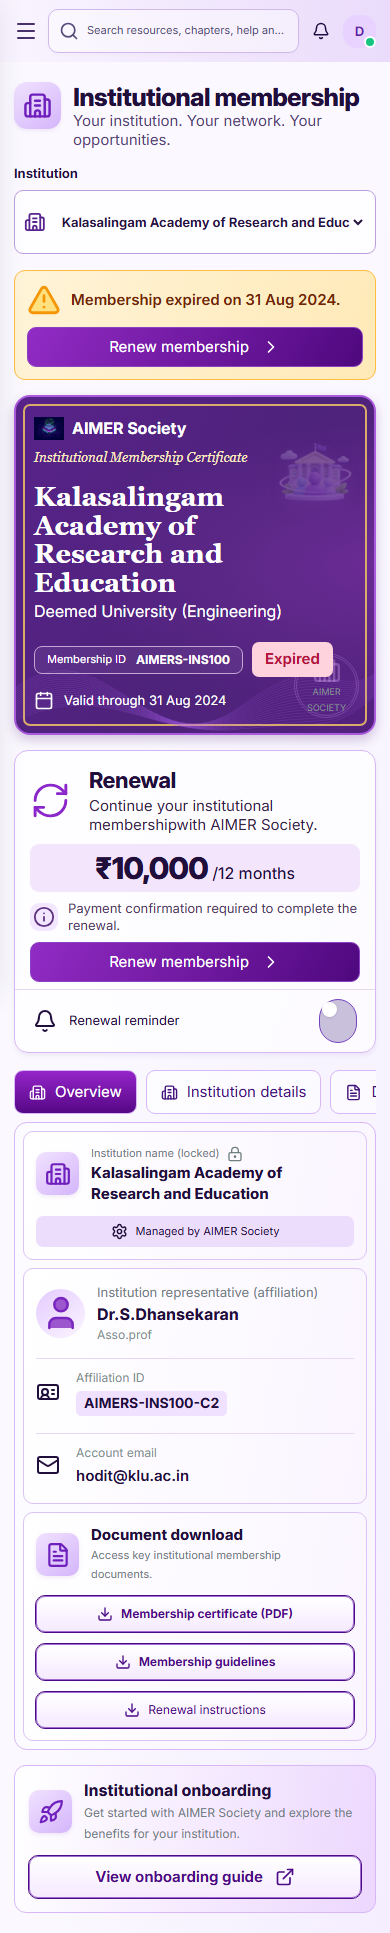 Search resources, chapters, help an...
D
Institutional membership
Your institution. Your network. Your
opportunities.
Institution
Kalasalingam Academy of Research and Educ
Membership expired on 31 Aug 2024.
Renew membership
AIMER Society
Institutional Membership Certificate
Kalasalingam
Academy of
Research and
Education
Deemed University (Engineering)
Membership ID AIMERS-INS100
Expired
Valid through 31 Aug 2024
AIMER
SOCIETY
Renewal
Continue your institutional
membershipwith AIMER Society.
₹10,000 /12 months
Payment confirmation required to complete the
renewal.
Renew membership
Renewal reminder
Overview
Institution details
D
Institution name (locked)
Kalasalingam Academy of
Research and Education
Managed by AIMER Society
Institution representative (affiliation)
Dr.S.Dhansekaran
Asso.prof
Affiliation ID
AIMERS-INS100-C2
Account email
hodit@klu.ac.in
Document download
Access key institutional membership
documents.
Membership certificate (PDF)
Membership guidelines
Renewal instructions
Institutional onboarding
Get started with AIMER Society and explore the
benefits for your institution.
View onboarding guide